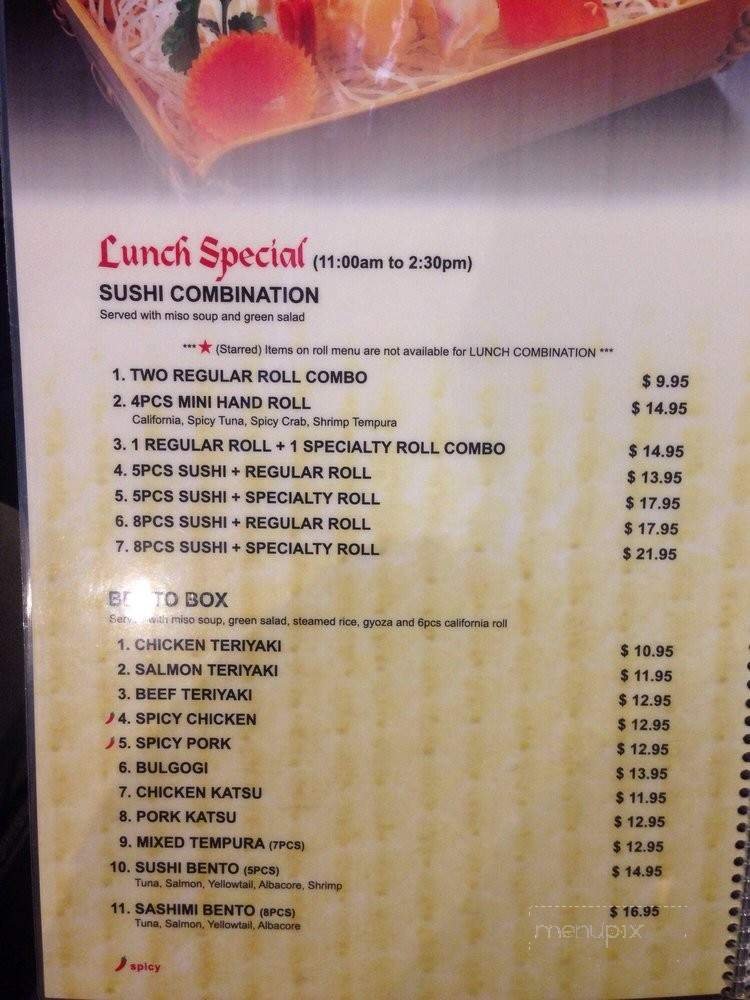 Lunch Special (11:00am to 2:30pm)
SUSHI COMBINATION
Served with miso soup and green salad
***★ (Starred) Items on roll menu are not available for LUNCH COMBINATION ***
1. TWO REGULAR ROLL COMBO $ 9.95
2. 4PCS MINI HAND ROLL $ 14.95
California, Spicy Tuna, Spicy Crab, Shrimp Tempura
3. 1 REGULAR ROLL + 1 SPECIALTY ROLL COMBO $ 14.95
4. 5PCS SUSHI + REGULAR ROLL $ 13.95
5. 5PCS SUSHI + SPECIALTY ROLL $ 17.95
6. 8PCS SUSHI + REGULAR ROLL $ 17.95
7. 8PCS SUSHI + SPECIALTY ROLL $ 21.95
BENTO BOX
Served with miso soup, green salad, steamed rice, gyoza and 6pcs california roll
1. CHICKEN TERIYAKI $ 10.95
2. SALMON TERIYAKI $ 11.95
3. BEEF TERIYAKI $ 12.95
4. SPICY CHICKEN $ 12.95
5. SPICY PORK $ 12.95
6. BULGOGI $ 13.95
7. CHICKEN KATSU $ 11.95
8. PORK KATSU $ 12.95
9. MIXED TEMPURA (7PCS) $ 12.95
10. SUSHI BENTO (5PCS) $ 14.95
Tuna, Salmon, Yellowtail, Albacore, Shrimp
11. SASHIMI BENTO (8PCS) $ 16.95
Tuna, Salmon, Yellowtail, Albacore
menupix
spicy